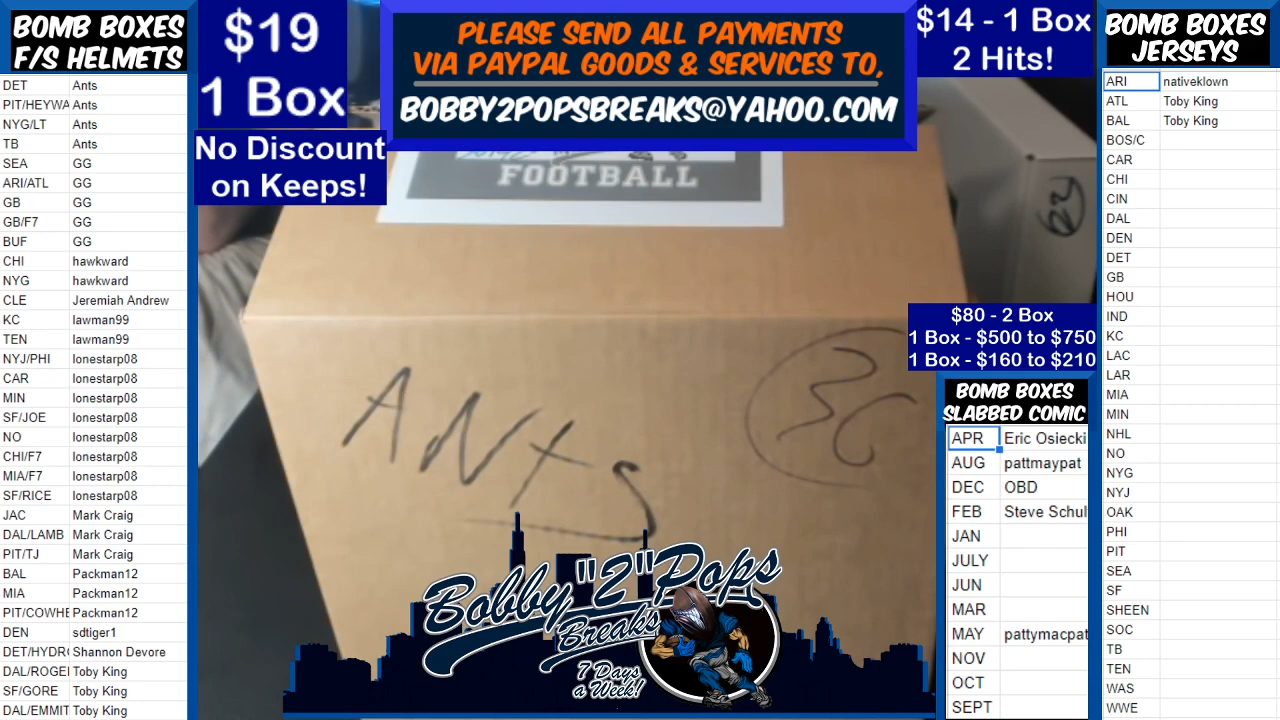 BOMB BOXES
F/S HELMETS
DET Ants
PIT/HEYWA Ants
NYG/LT Ants
TB Ants
SEA GG
ARI/ATL GG
GB GG
GB/F7 GG
BUF GG
CHI hawkward
NYG hawkward
CLE Jeremiah Andrew
KC lawman99
TEN lawman99
NYJ/PHI lonestarp08
CAR lonestarp08
MIN lonestarp08
SF/JOE lonestarp08
NO lonestarp08
CHI/F7 lonestarp08
MIA/F7 lonestarp08
SF/RICE lonestarp08
JAC Mark Craig
DAL/LAMB Mark Craig
PIT/TJ Mark Craig
BAL Packman12
MIA Packman12
PIT/COWHE Packman12
DEN sdtiger1
DET/HYDR Shannon Devore
DAL/ROGE Toby King
SF/GORE Toby King
DAL/EMMIT Toby King
$19
1 Box
No Discount
on Keeps!
PLEASE SEND ALL PAYMENTS
VIA PAYPAL GOODS & SERVICES TO,
BOBBY2POPSBREAKS@YAHOO.COM
FOOTBALL
ANTS
Bobby "2" Pops
Breaks
7 Days
a Week!
$14 - 1 Box
2 Hits!
$80 - 2 Box
1 Box - $500 to $750
1 Box - $160 to $210
BOMB BOXES
SLABBED COMIC
APR Eric Osiecki
AUG pattmaypat
DEC OBD
FEB Steve Schul
JAN
JULY
JUN
MAR
MAY pattymacpat
NOV
OCT
SEPT
BOMB BOXES
JERSEYS
ARI nativeklown
ATL Toby King
BAL Toby King
BOS/C
CAR
CHI
CIN
DAL
DEN
DET
GB
HOU
IND
KC
LAC
LAR
MIA
MIN
NHL
NO
NYG
NYJ
OAK
PHI
PIT
SEA
SF
SHEEN
SOC
TB
TEN
WAS
WWE